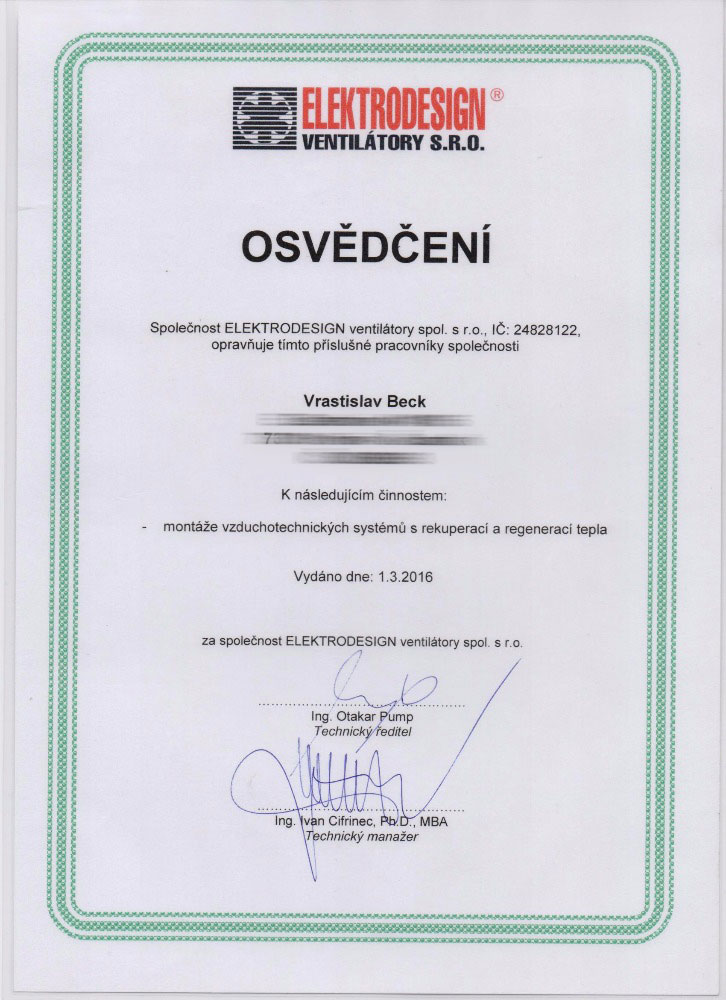 ELEKTRODESIGN®
VENTILÁTORY S.R.O.
OSVĚDČENÍ
Společnost ELEKTRODESIGN ventilátory spol. s r.o., IČ: 24828122,
opravňuje tímto příslušné pracovníky společnosti
Vrastislav Beck
K následujícím činnostem:
- montáže vzduchotechnických systémů s rekuperací a regenerací tepla
Vydáno dne: 1.3.2016
za společnost ELEKTRODESIGN ventilátory spol. s r.o.
Ing. Otakar Pump
Technický ředitel
Ing. Ivan Cifrinec, Ph.D., MBA
Technický manažer